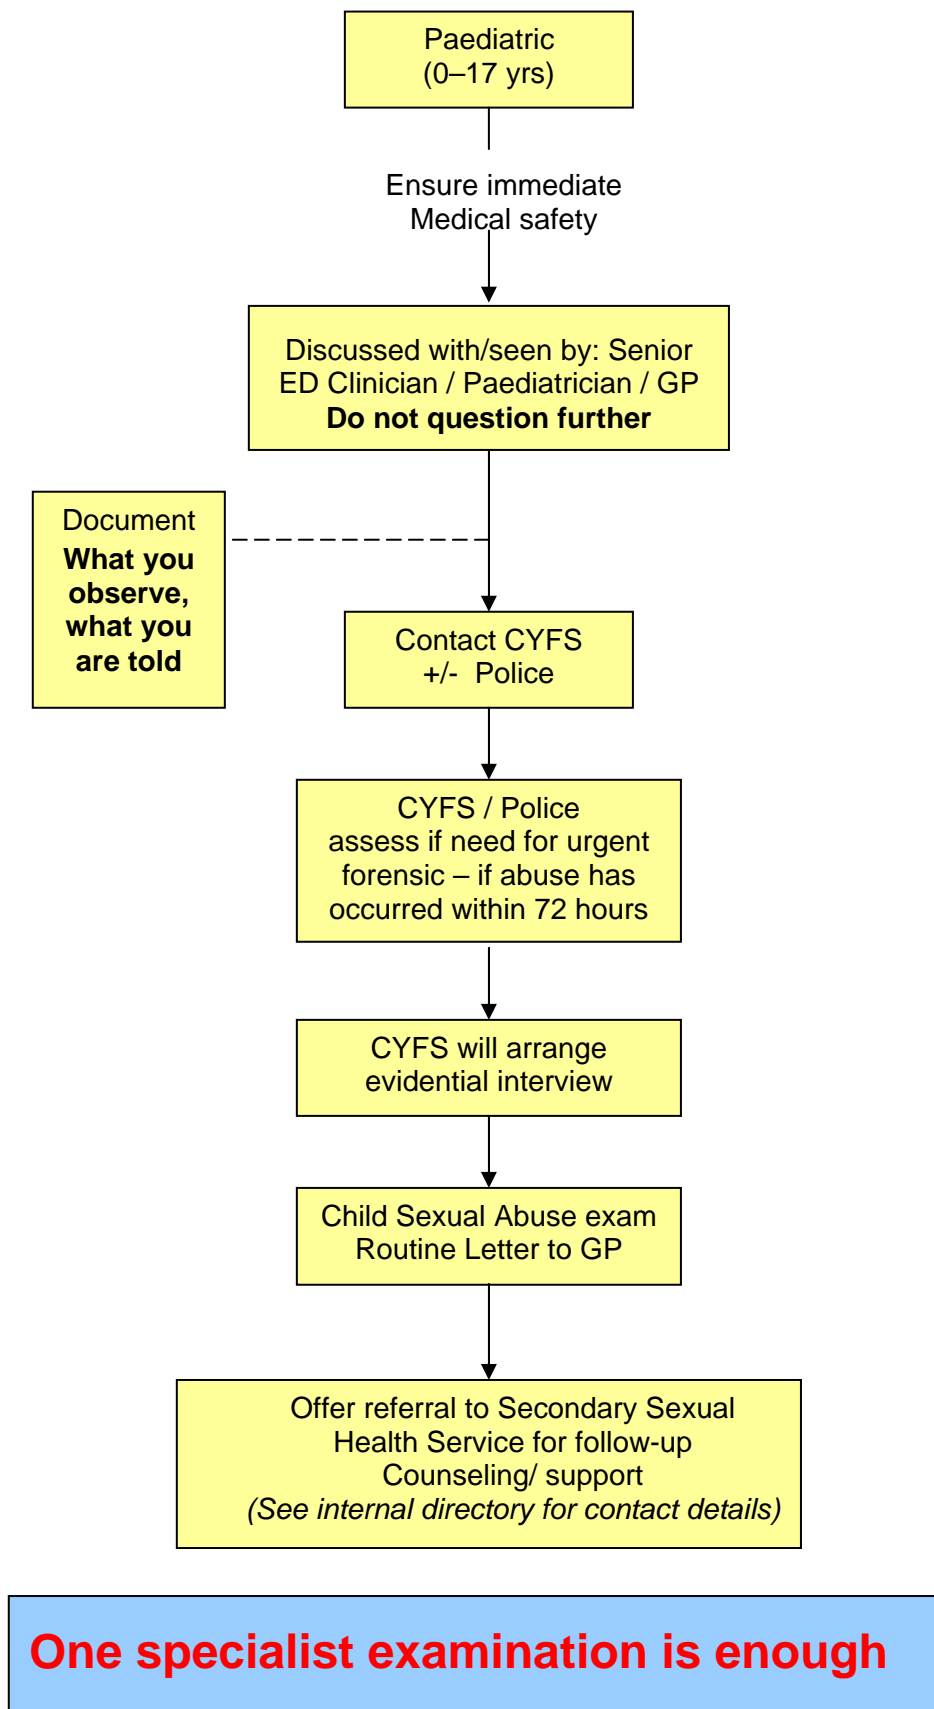 Paediatric
(0–17 yrs)
Ensure immediate
Medical safety
Discussed with/seen by: Senior
ED Clinician / Paediatrician / GP
Do not question further
Document
What you
observe,
what you
are told
Contact CYFS
+/-  Police
CYFS / Police
assess if need for urgent
forensic – if abuse has
occurred within 72 hours
CYFS will arrange
evidential interview
Child Sexual Abuse exam
Routine Letter to GP
Offer referral to Secondary Sexual
Health Service for follow-up
Counseling/ support
(See internal directory for contact details)
One specialist examination is enough